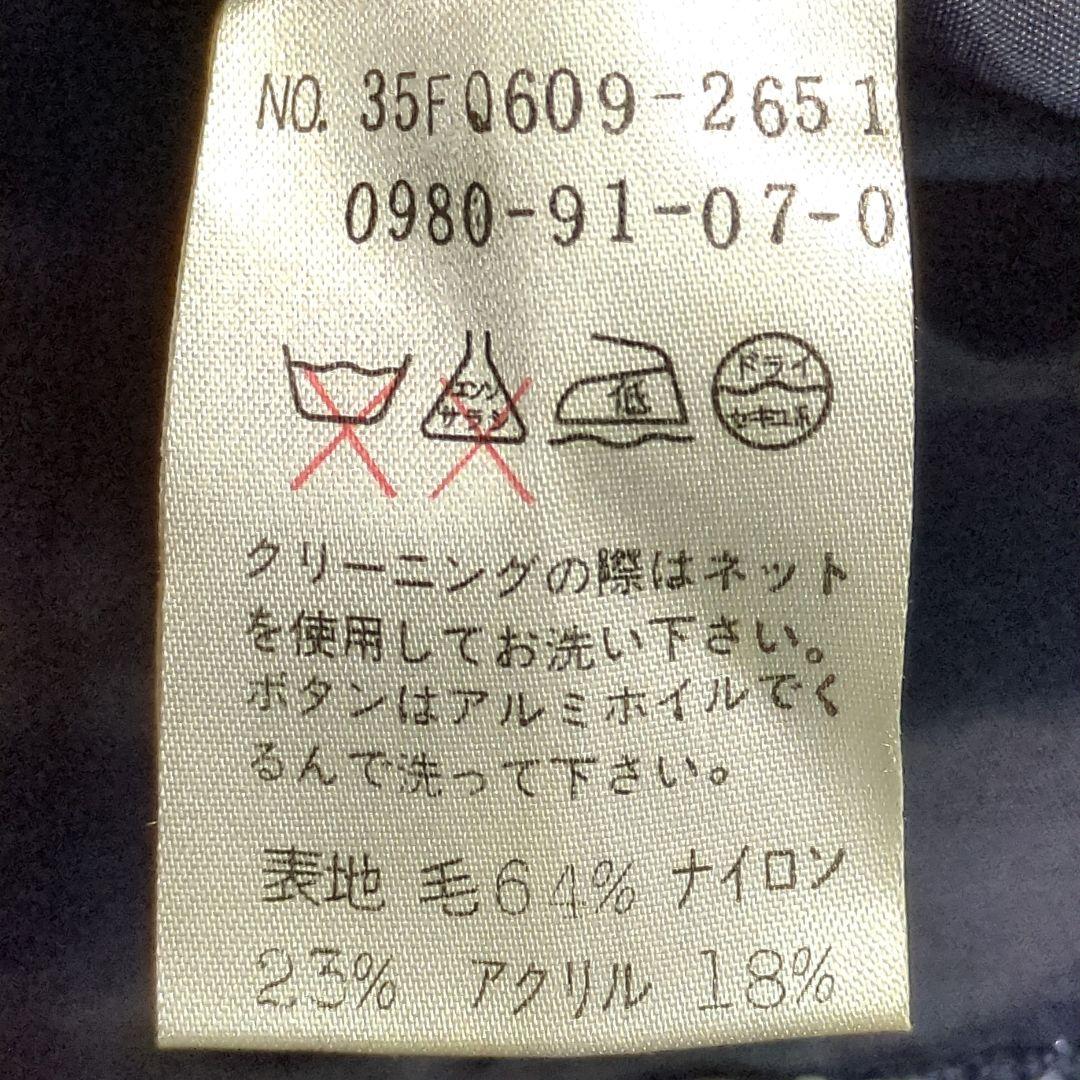 NO. 35FQ609-2651
0980-91-07-0
エンソ
サラシ
低
ドライ
セキユ系
クリーニングの際はネット
を使用してお洗い下さい。
ボタンはアルミホイルでく
るんで洗って下さい。
表地 毛64% ナイロン
23% アクリル 18%